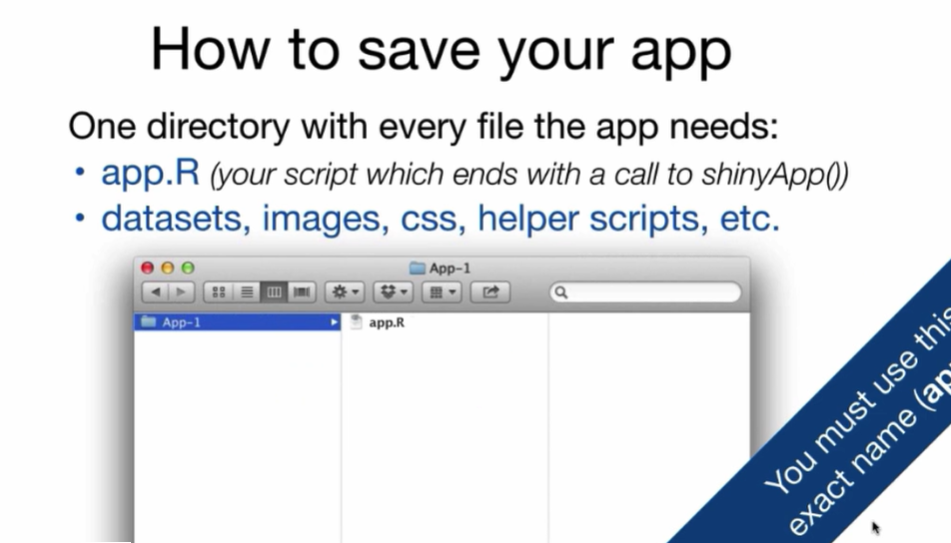 How to save your app
One directory with every file the app needs:
• app.R (your script which ends with a call to shinyApp())
• datasets, images, css, helper scripts, etc.
App-1
App-1
app.R
You must use this
exact name (